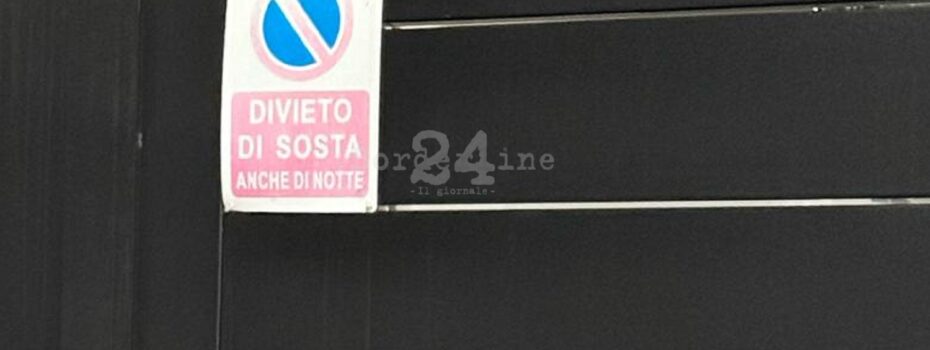 DIVIETO
DI SOSTA
ANCHE DI NOTTE
24
-Il giornale-